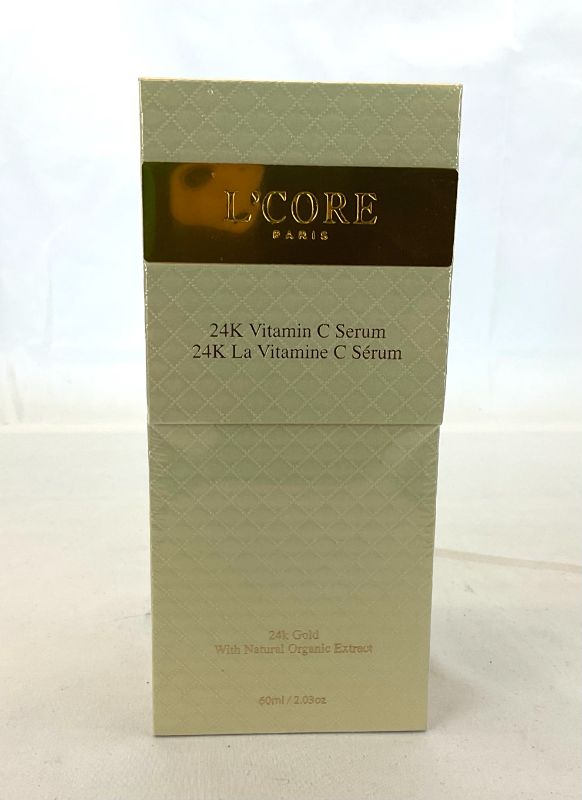 L'CORE
PARIS
24K Vitamin C Serum
24K La Vitamine C Sérum
24k Gold
With Natural Organic Extract
60ml / 2.03oz